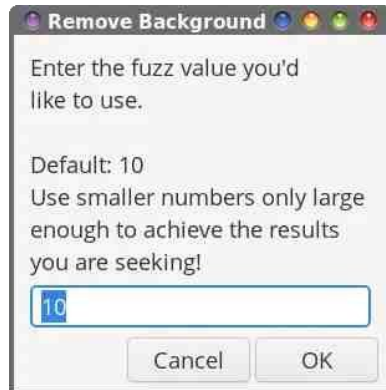 Remove Background
Enter the fuzz value you'd
like to use.
Default: 10
Use smaller numbers only large
enough to achieve the results
you are seeking!
10
Cancel OK